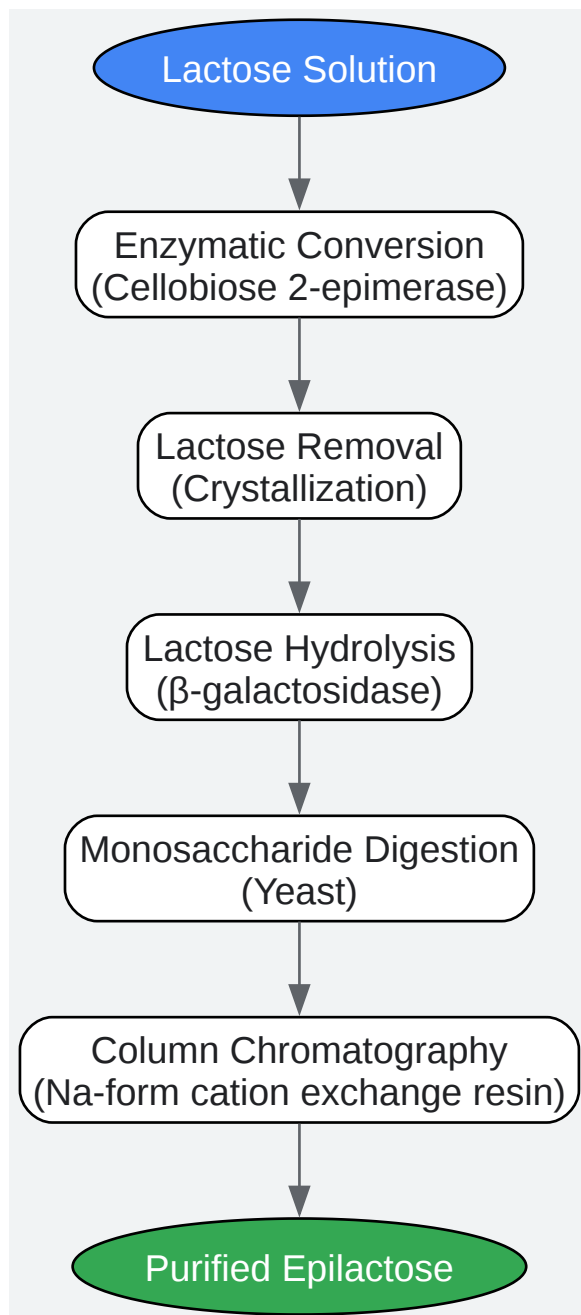 Lactose Solution
Enzymatic Conversion
(Cellobiose 2-epimerase)
Lactose Removal
(Crystallization)
Lactose Hydrolysis
(β-galactosidase)
Monosaccharide Digestion
(Yeast)
Column Chromatography
(Na-form cation exchange resin)
Purified Epilactose